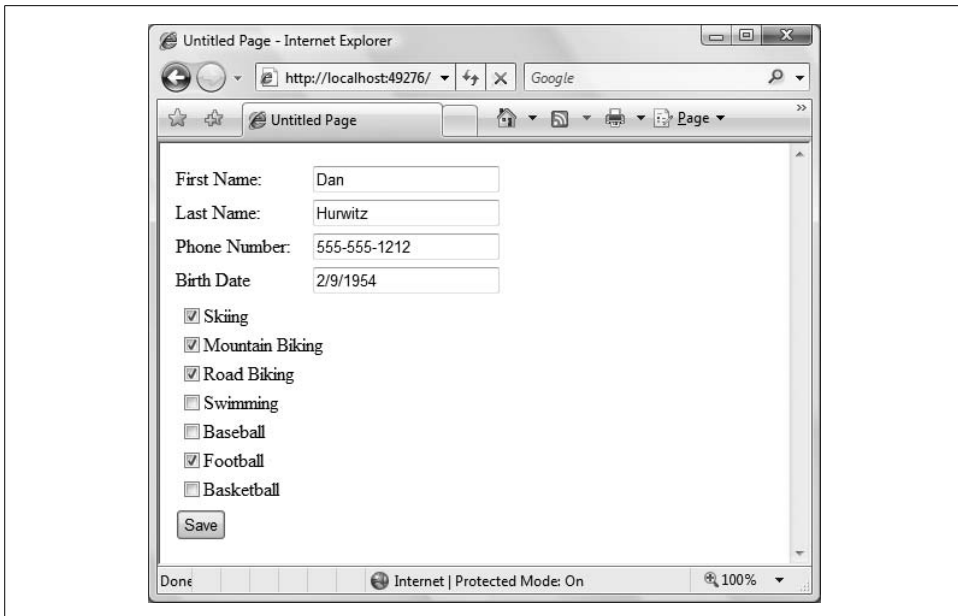 Untitled Page - Internet Explorer
http://localhost:49276/
Google
Untitled Page
Page
First Name: Dan
Last Name: Hurwitz
Phone Number: 555-555-1212
Birth Date 2/9/1954
Skiing
Mountain Biking
Road Biking
Swimming
Baseball
Football
Basketball
Save
Done Internet | Protected Mode: On 100%